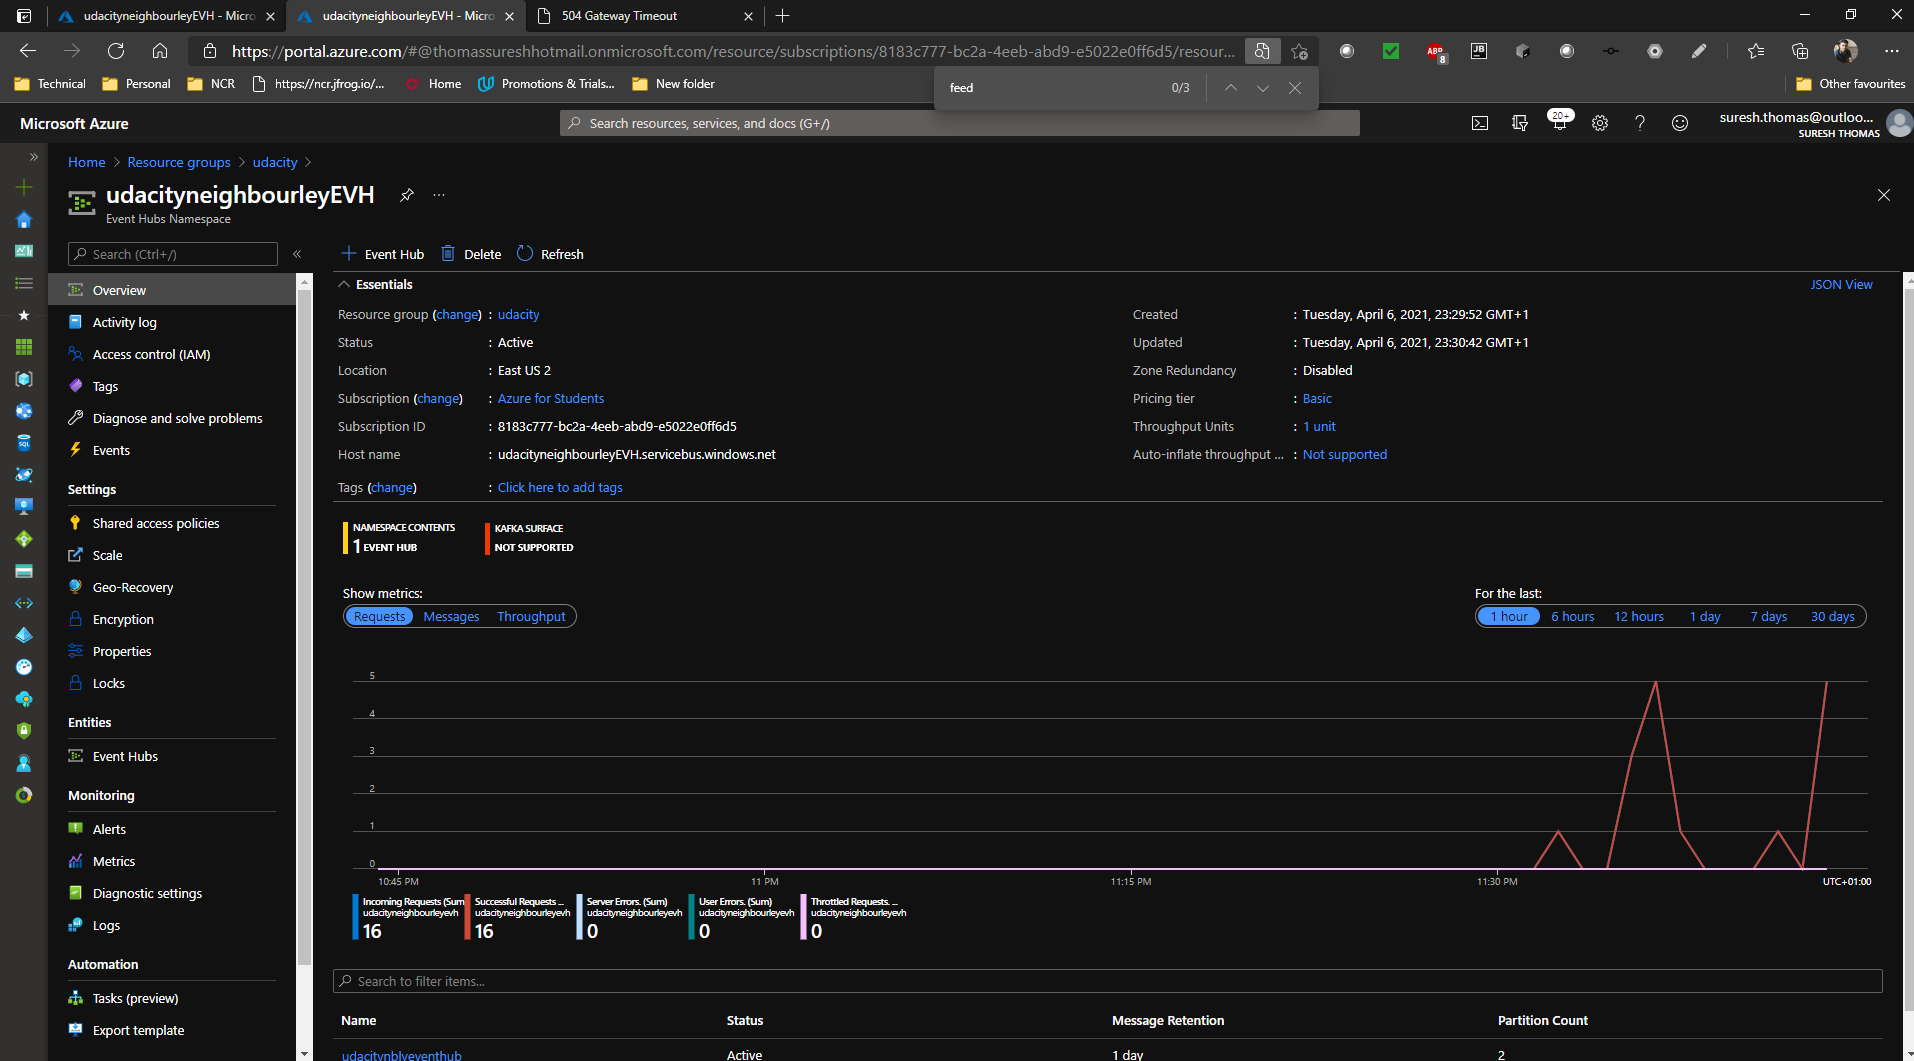 udacityneighbourleyEVH - Micro
udacityneighbourleyEVH - Micro
504 Gateway Timeout
https://portal.azure.com/#@thomassureshhotmail.onmicrosoft.com/resource/subscriptions/8183c777-bc2a-4eeb-abd9-e5022e0ff6d5/resour...
ABP
8
JB
Technical
Personal
NCR
https://ncr.jfrog.io/...
Home
Promotions & Trials...
New folder
Other favourites
feed
0/3
Microsoft Azure
Search resources, services, and docs (G+/)
20+
suresh.thomas@outloo...
SURESH THOMAS
Home > Resource groups > udacity >
udacityneighbourleyEVH
...
Event Hubs Namespace
Search (Ctrl+/)
«
Overview
Activity log
Access control (IAM)
Tags
Diagnose and solve problems
Events
Settings
Shared access policies
Scale
Geo-Recovery
Encryption
Properties
Locks
Entities
Event Hubs
Monitoring
Alerts
Metrics
Diagnostic settings
Logs
Automation
Tasks (preview)
Export template
SQL
Event Hub
Delete
Refresh
Essentials
JSON View
Resource group (change) : udacity
Status : Active
Location : East US 2
Subscription (change) : Azure for Students
Subscription ID : 8183c777-bc2a-4eeb-abd9-e5022e0ff6d5
Host name : udacityneighbourleyEVH.servicebus.windows.net
Tags (change) : Click here to add tags
Created : Tuesday, April 6, 2021, 23:29:52 GMT+1
Updated : Tuesday, April 6, 2021, 23:30:42 GMT+1
Zone Redundancy : Disabled
Pricing tier : Basic
Throughput Units : 1 unit
Auto-inflate throughput ... : Not supported
NAMESPACE CONTENTS
1 EVENT HUB
KAFKA SURFACE
NOT SUPPORTED
Show metrics:
Requests
Messages
Throughput
For the last:
1 hour
6 hours
12 hours
1 day
7 days
30 days
5
4
3
2
1
0
10:45 PM
11 PM
11:15 PM
11:30 PM
UTC+01:00
Incoming Requests (Sum
udacityneighbourleyevh
16
Successful Requests ...
udacityneighbourleyevh
16
Server Errors. (Sum)
udacityneighbourleyevh
0
User Errors. (Sum)
udacityneighbourleyevh
0
Throttled Requests. ...
udacityneighbourleyevh
0
Search to filter items...
Name
Status
Message Retention
Partition Count
udacitynblyeventhub
Active
1 day
2